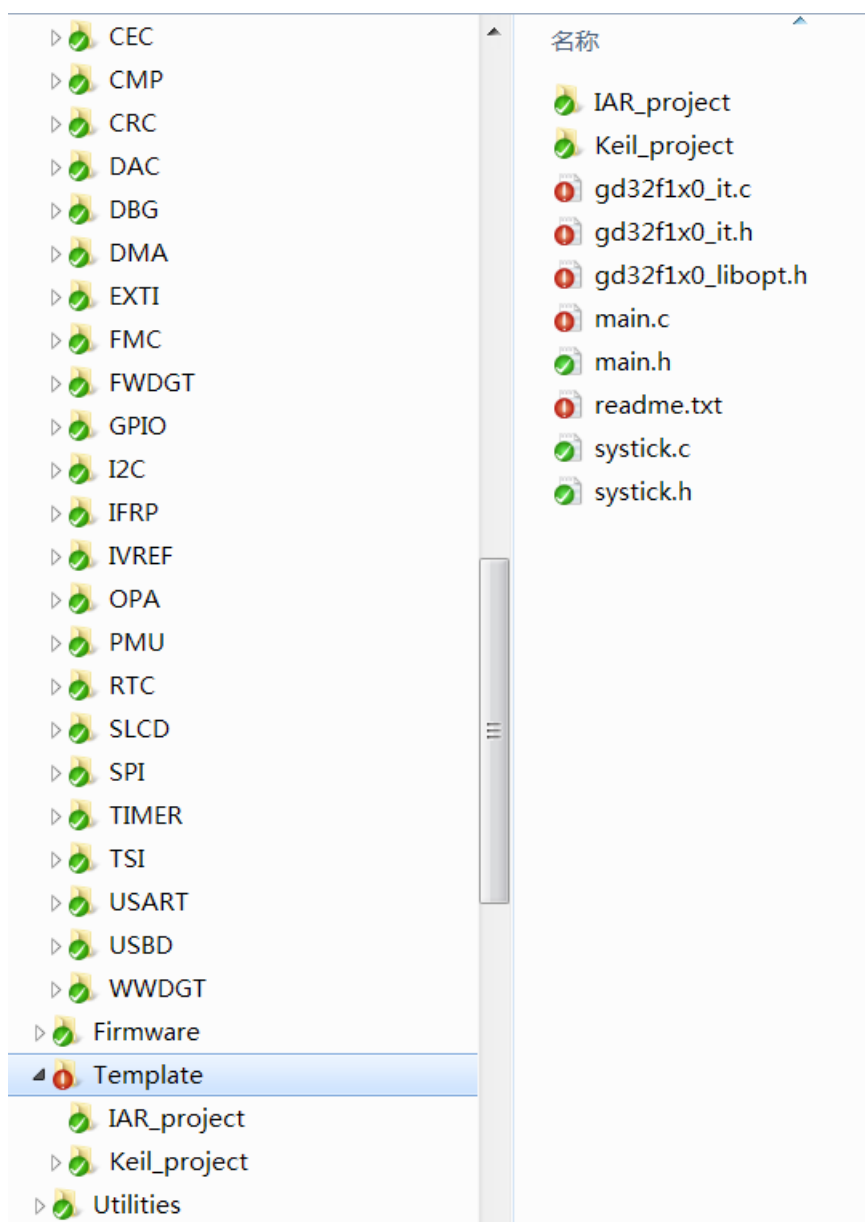 CEC
CMP
CRC
DAC
DBG
DMA
EXTI
FMC
FWDGT
GPIO
I2C
IFRP
IVREF
OPA
PMU
RTC
SLCD
SPI
TIMER
TSI
USART
USBD
WWDGT
Firmware
Template
IAR_project
Keil_project
Utilities
名称
IAR_project
Keil_project
gd32f1x0_it.c
gd32f1x0_it.h
gd32f1x0_libopt.h
main.c
main.h
readme.txt
systick.c
systick.h